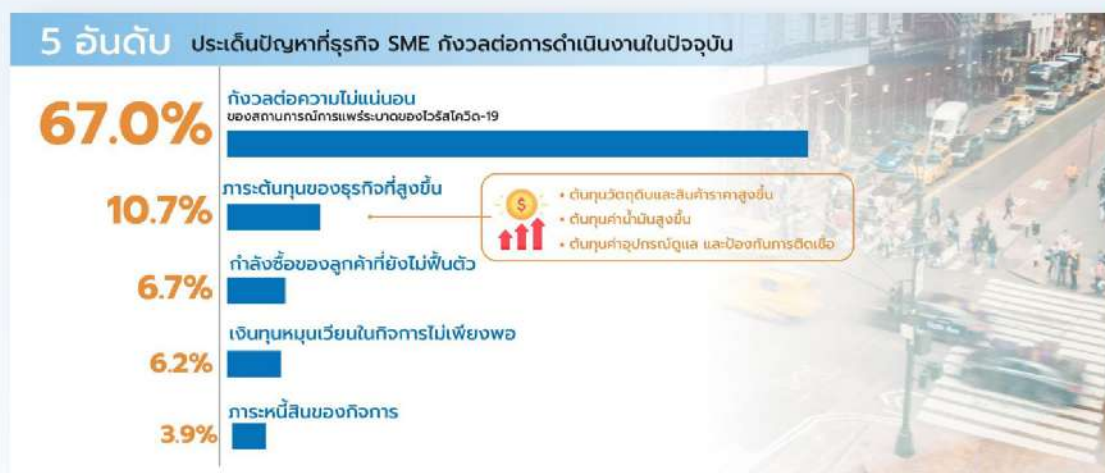 5 อันดับ ประเด็นปัญหาที่ธุรกิจ SME กังวลต่อการดำเนินงานในปัจจุบัน
67.0%
กังวลต่อความไม่แน่นอน
ของสถานการณ์การแพร่ระบาดของไวรัสโควิด-19
10.7%
ภาระต้นทุนของธุรกิจที่สูงขึ้น
$
• ต้นทุนวัตถุดิบและสินค้าราคาสูงขึ้น
• ต้นทุนค่าน้ำมันสูงขึ้น
• ต้นทุนค่าอุปกรณ์ดูแล และป้องกันการติดเชื้อ
6.7%
กำลังซื้อของลูกค้าที่ยังไม่ฟื้นตัว
6.2%
เงินทุนหมุนเวียนในกิจการไม่เพียงพอ
3.9%
ภาระหนี้สินของกิจการ